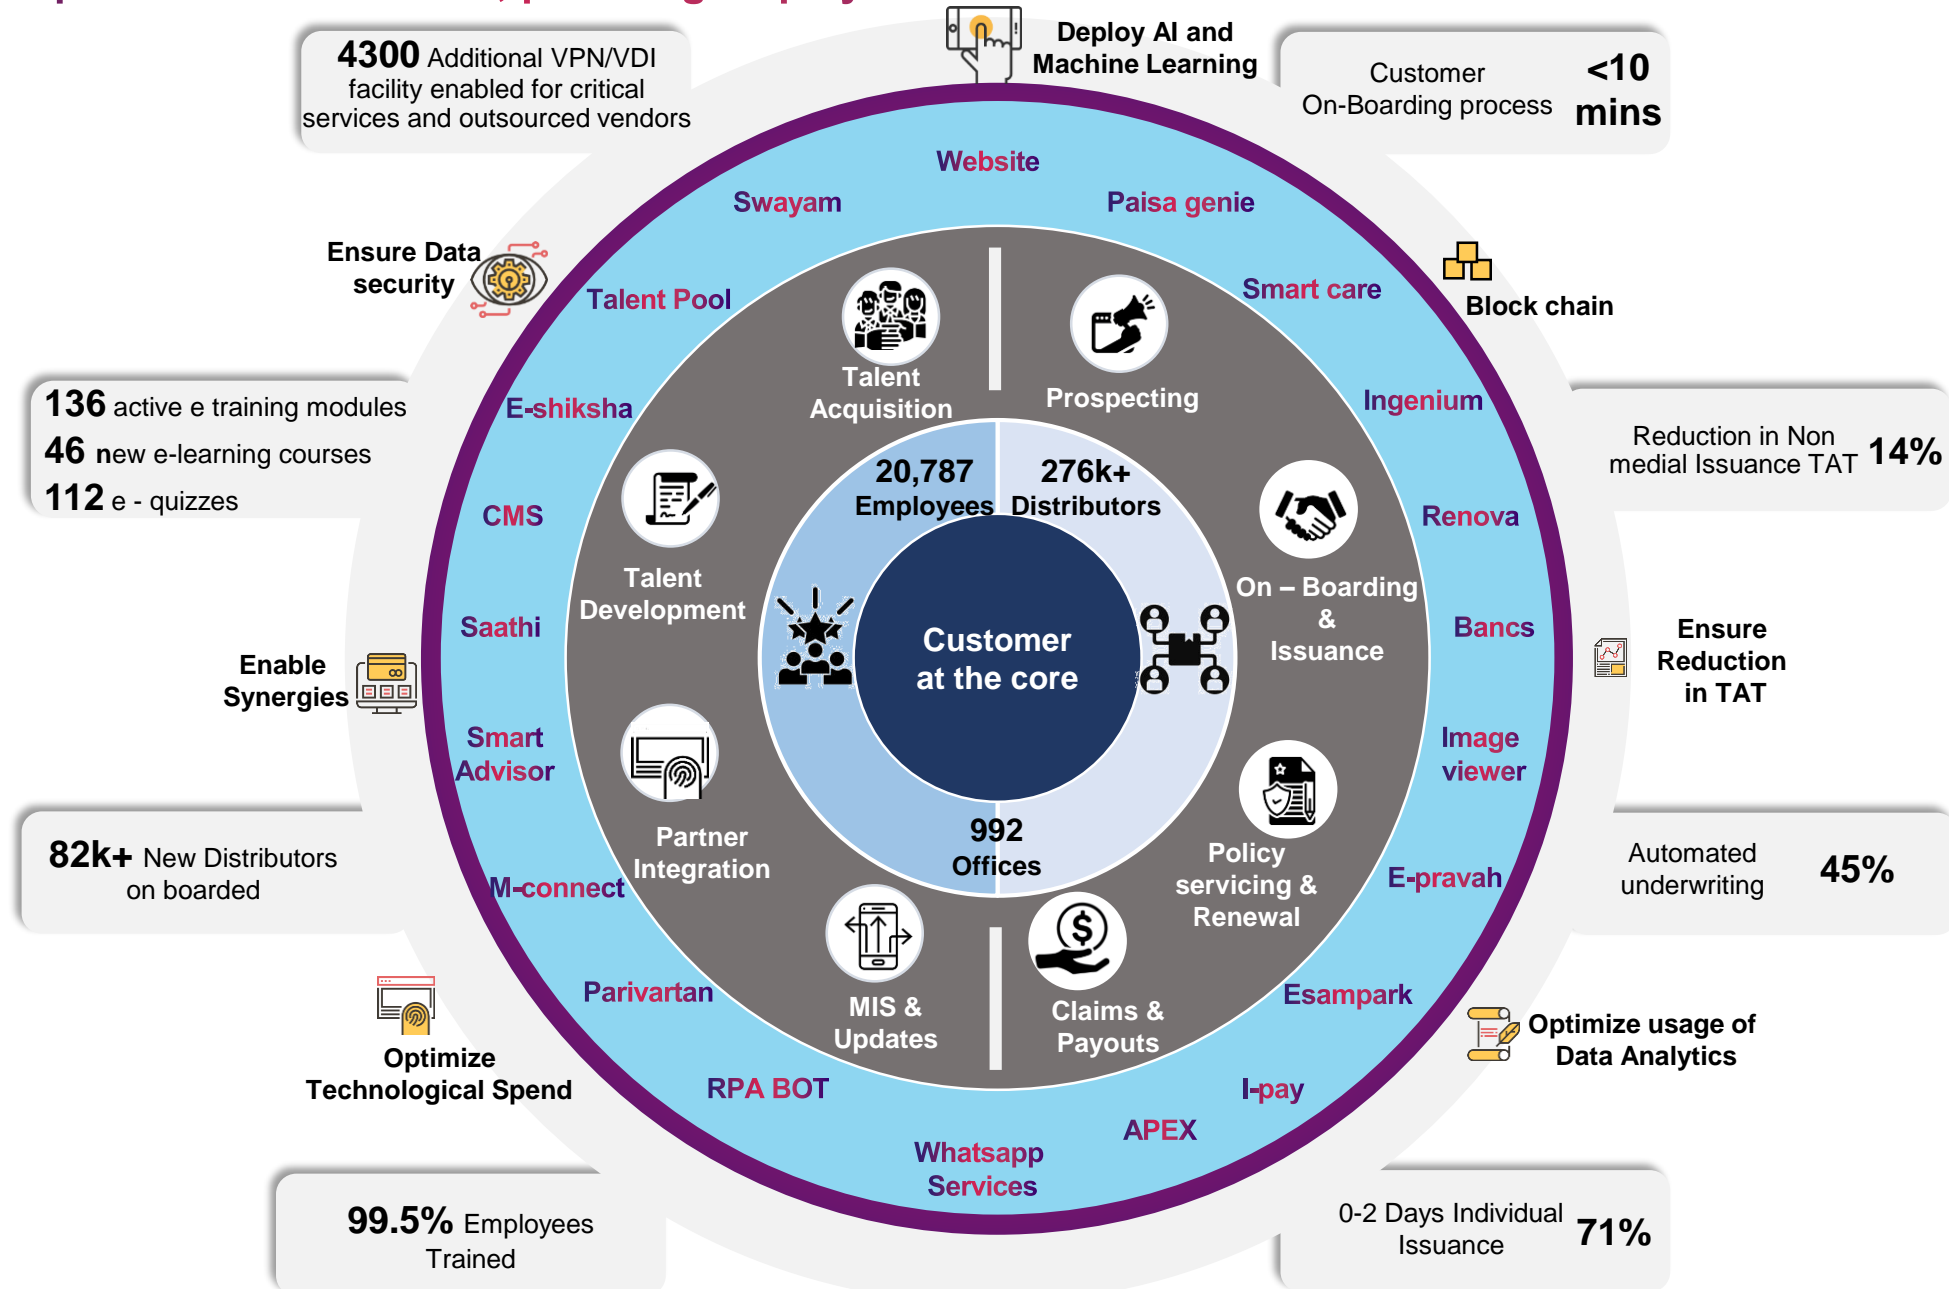 4300 Additional VPN/VDI
facility enabled for critical
services and outsourced vendors
Deploy AI and
Machine Learning
Customer
On-Boarding process
<10
mins
Website
Swayam
Paisa genie
Ensure Data
security
Talent Pool
Smart care
Block chain
Talent
Acquisition
Prospecting
136 active e training modules
46 new e-learning courses
112 e - quizzes
E-shiksha
Ingenium
Reduction in Non
medial Issuance TAT
14%
20,787
Employees
276k+
Distributors
CMS
Renova
Talent
Development
On – Boarding
&
Issuance
Saathi
Bancs
Customer
at the core
Enable
Synergies
Ensure
Reduction
in TAT
Smart
Advisor
Image
viewer
Partner
Integration
992
Offices
Policy
servicing &
Renewal
82k+ New Distributors
on boarded
M-connect
E-pravah
Automated
underwriting
45%
Parivartan
MIS &
Updates
Claims &
Payouts
Esampark
Optimize
Technological Spend
Optimize usage of
Data Analytics
RPA BOT
I-pay
APEX
Whatsapp
Services
99.5% Employees
Trained
0-2 Days Individual
Issuance
71%